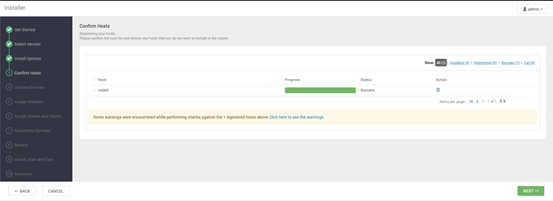 Installer
admin
Get Started
Select Version
Install Options
Confirm Hosts
Choose Services
Assign Masters
Assign Slaves and Clients
Customize Services
Review
Install, Start and Test
Summary
Confirm Hosts
Registering your hosts.
Please confirm the host list and remove any hosts that you do not want to include in the cluster.
Show: All (1) | Installing (0) | Registering (0) | Success (1) | Fail (0)
Host Progress Status Action
Success
Items per page: 25 1 - 1 of 1
Some warnings were encountered while performing checks against the 1 registered hosts above Click here to see the warnings.
← BACK
CANCEL
NEXT →